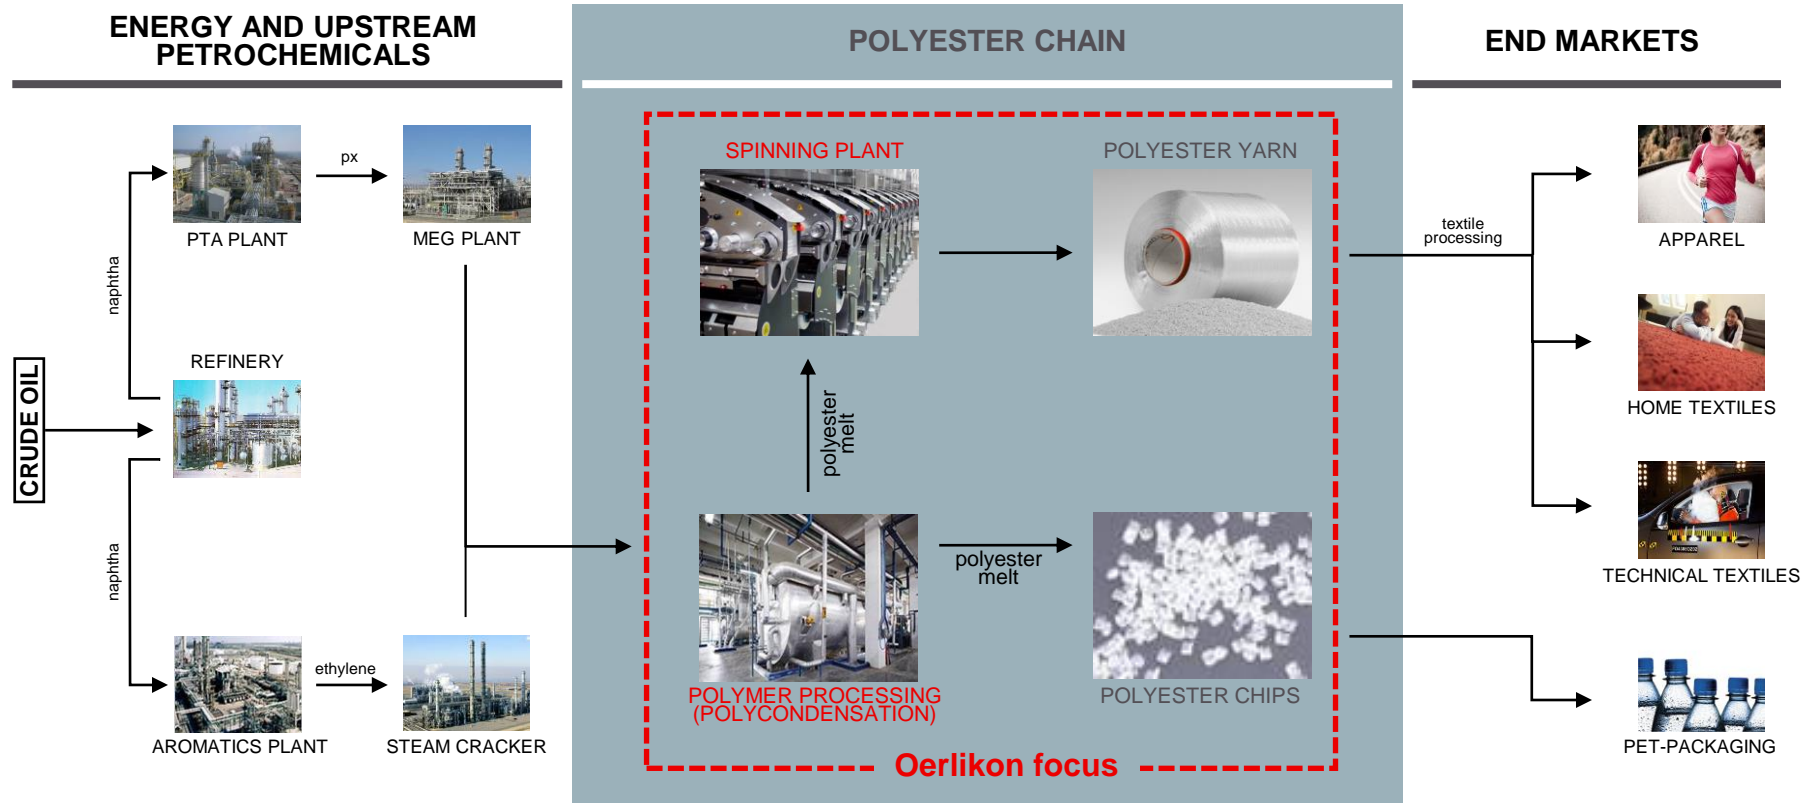 ENERGY AND UPSTREAM
PETROCHEMICALS
POLYESTER CHAIN
END MARKETS
px
PTA PLANT
MEG PLANT
naphtha
REFINERY
CRUDE OIL
naphtha
ethylene
AROMATICS PLANT
STEAM CRACKER
SPINNING PLANT
POLYESTER YARN
polyester
melt
polyester
melt
POLYMER PROCESSING
(POLYCONDENSATION)
POLYESTER CHIPS
Oerlikon focus
textile
processing
APPAREL
HOME TEXTILES
TECHNICAL TEXTILES
PET-PACKAGING